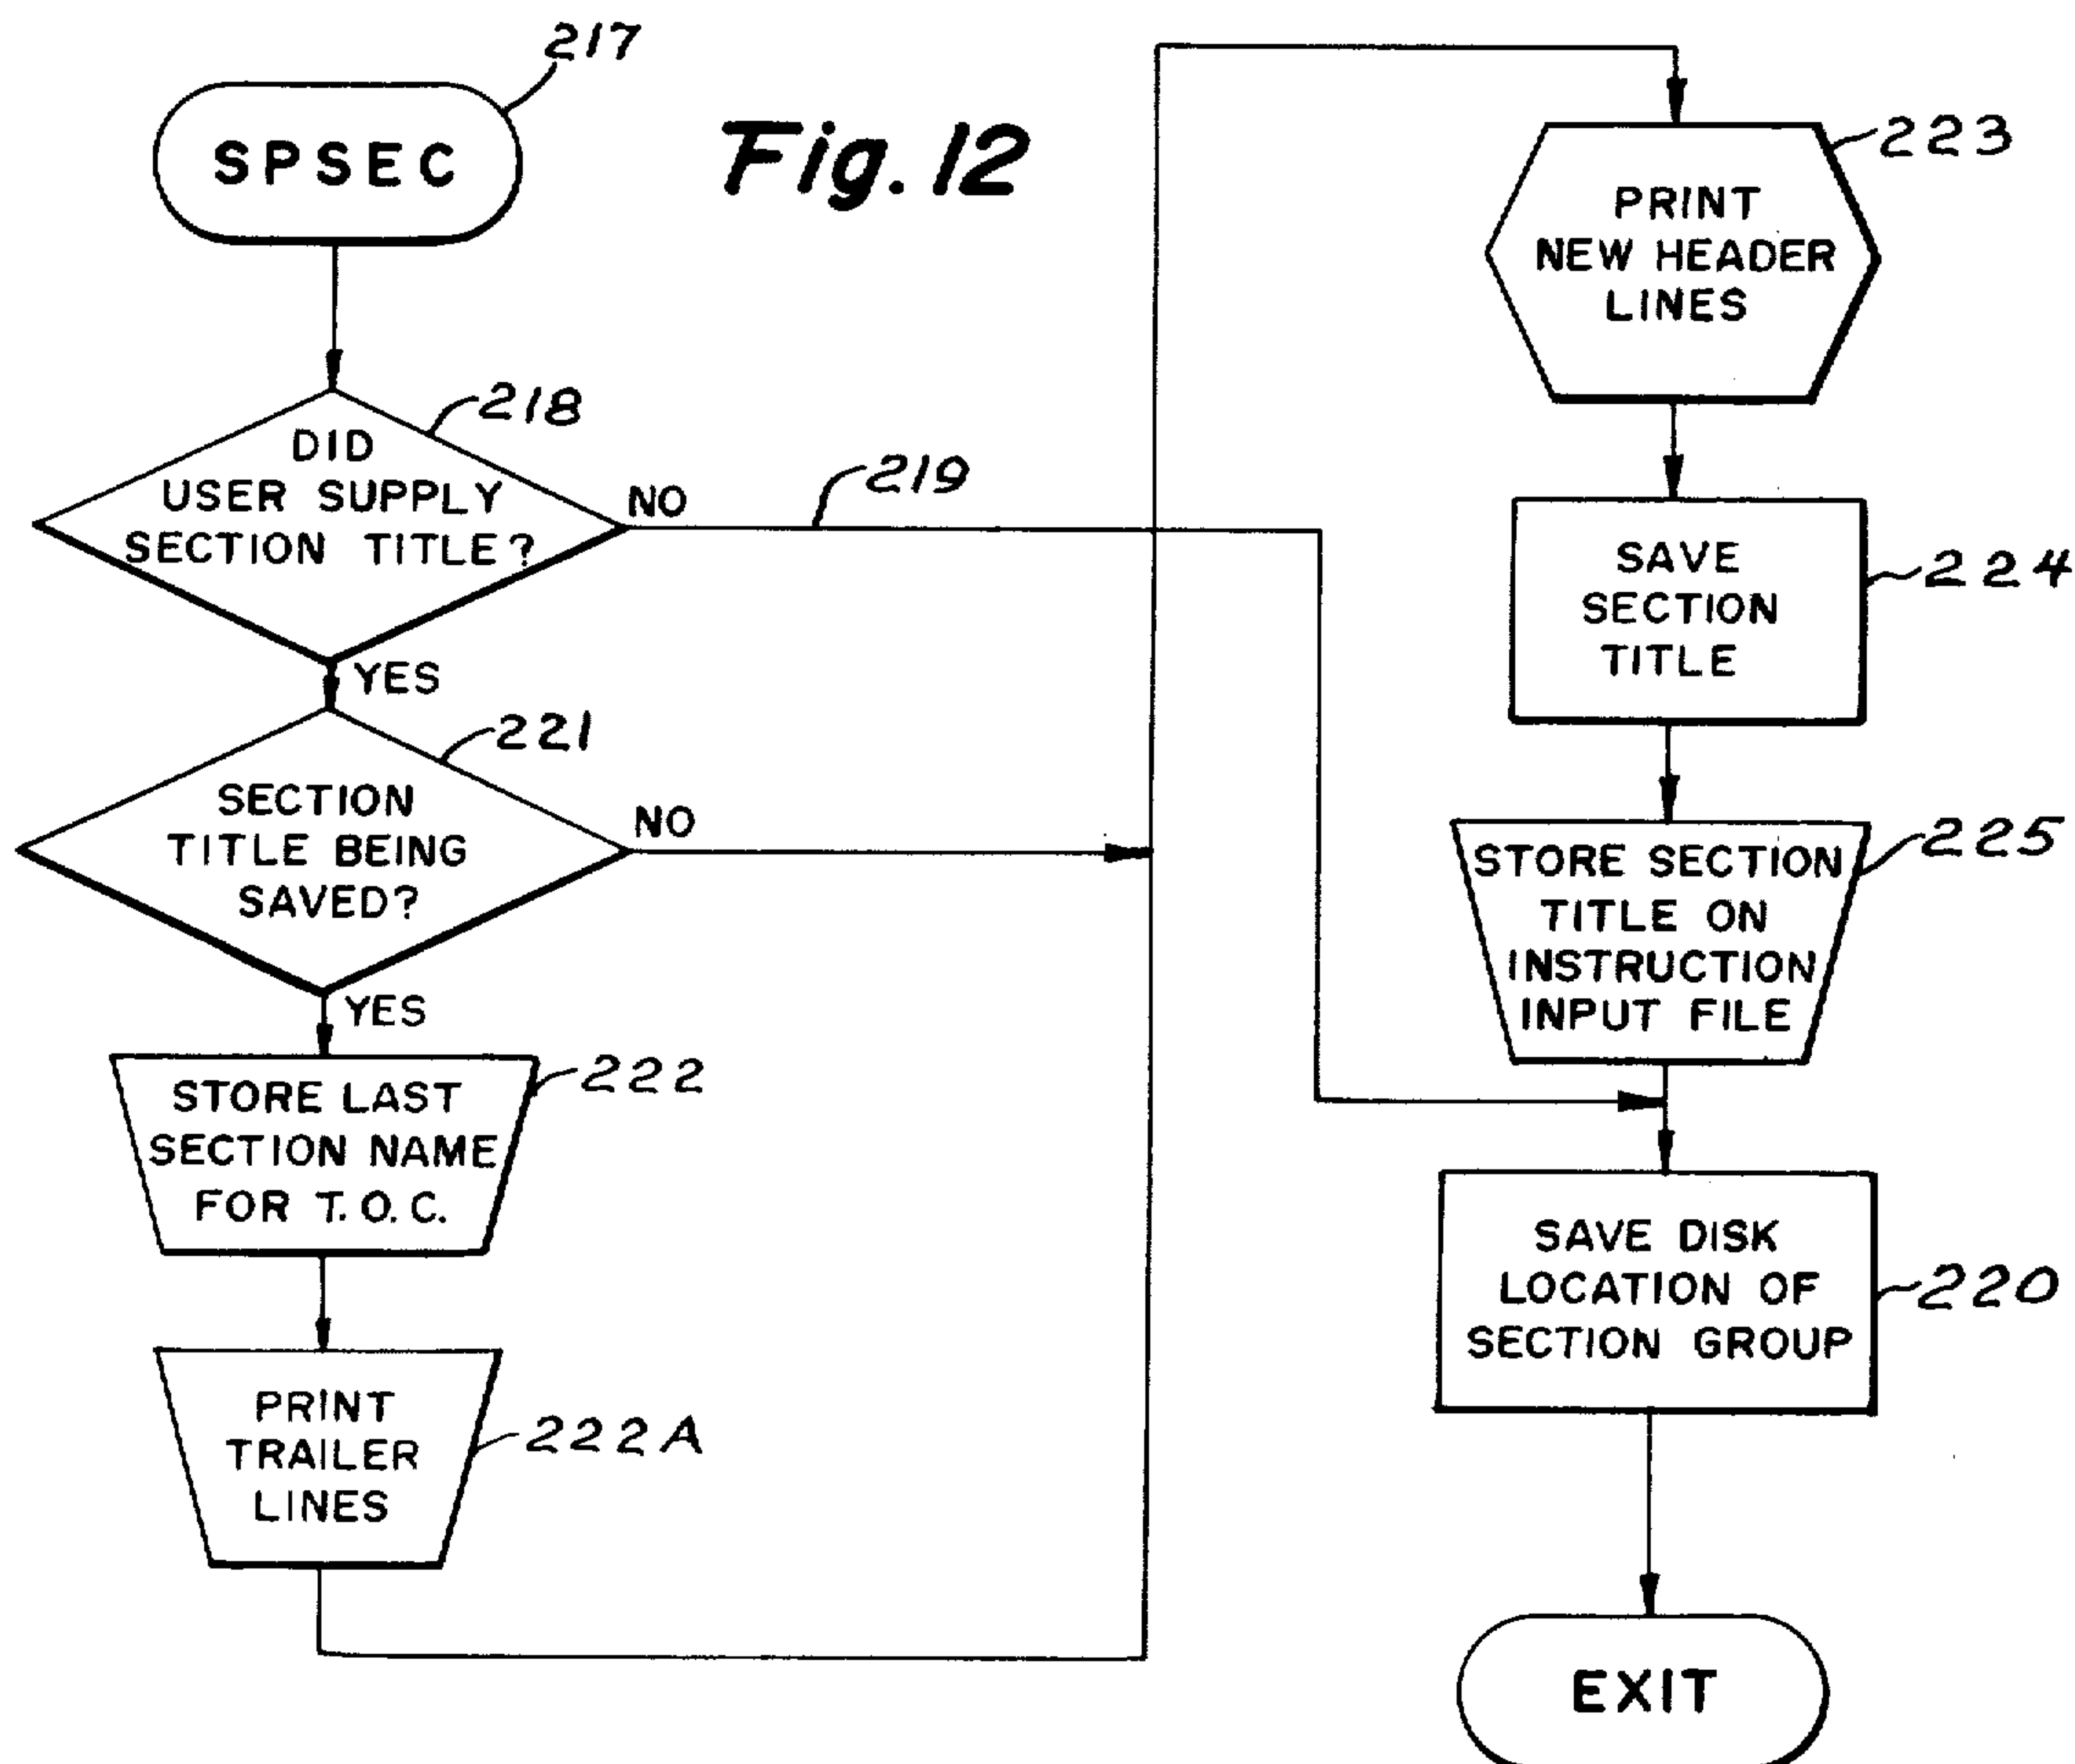 217
SPSEC
Fig. 12
218
DID
USER SUPPLY
SECTION TITLE?
NO
219
YES
221
SECTION
TITLE BEING
SAVED?
NO
YES
222
STORE LAST
SECTION NAME
FOR T.O.C.
PRINT
TRAILER
LINES
222A
223
PRINT
NEW HEADER
LINES
SAVE
SECTION
TITLE
224
STORE SECTION
TITLE ON
INSTRUCTION
INPUT FILE
225
SAVE DISK
LOCATION OF
SECTION GROUP
220
EXIT